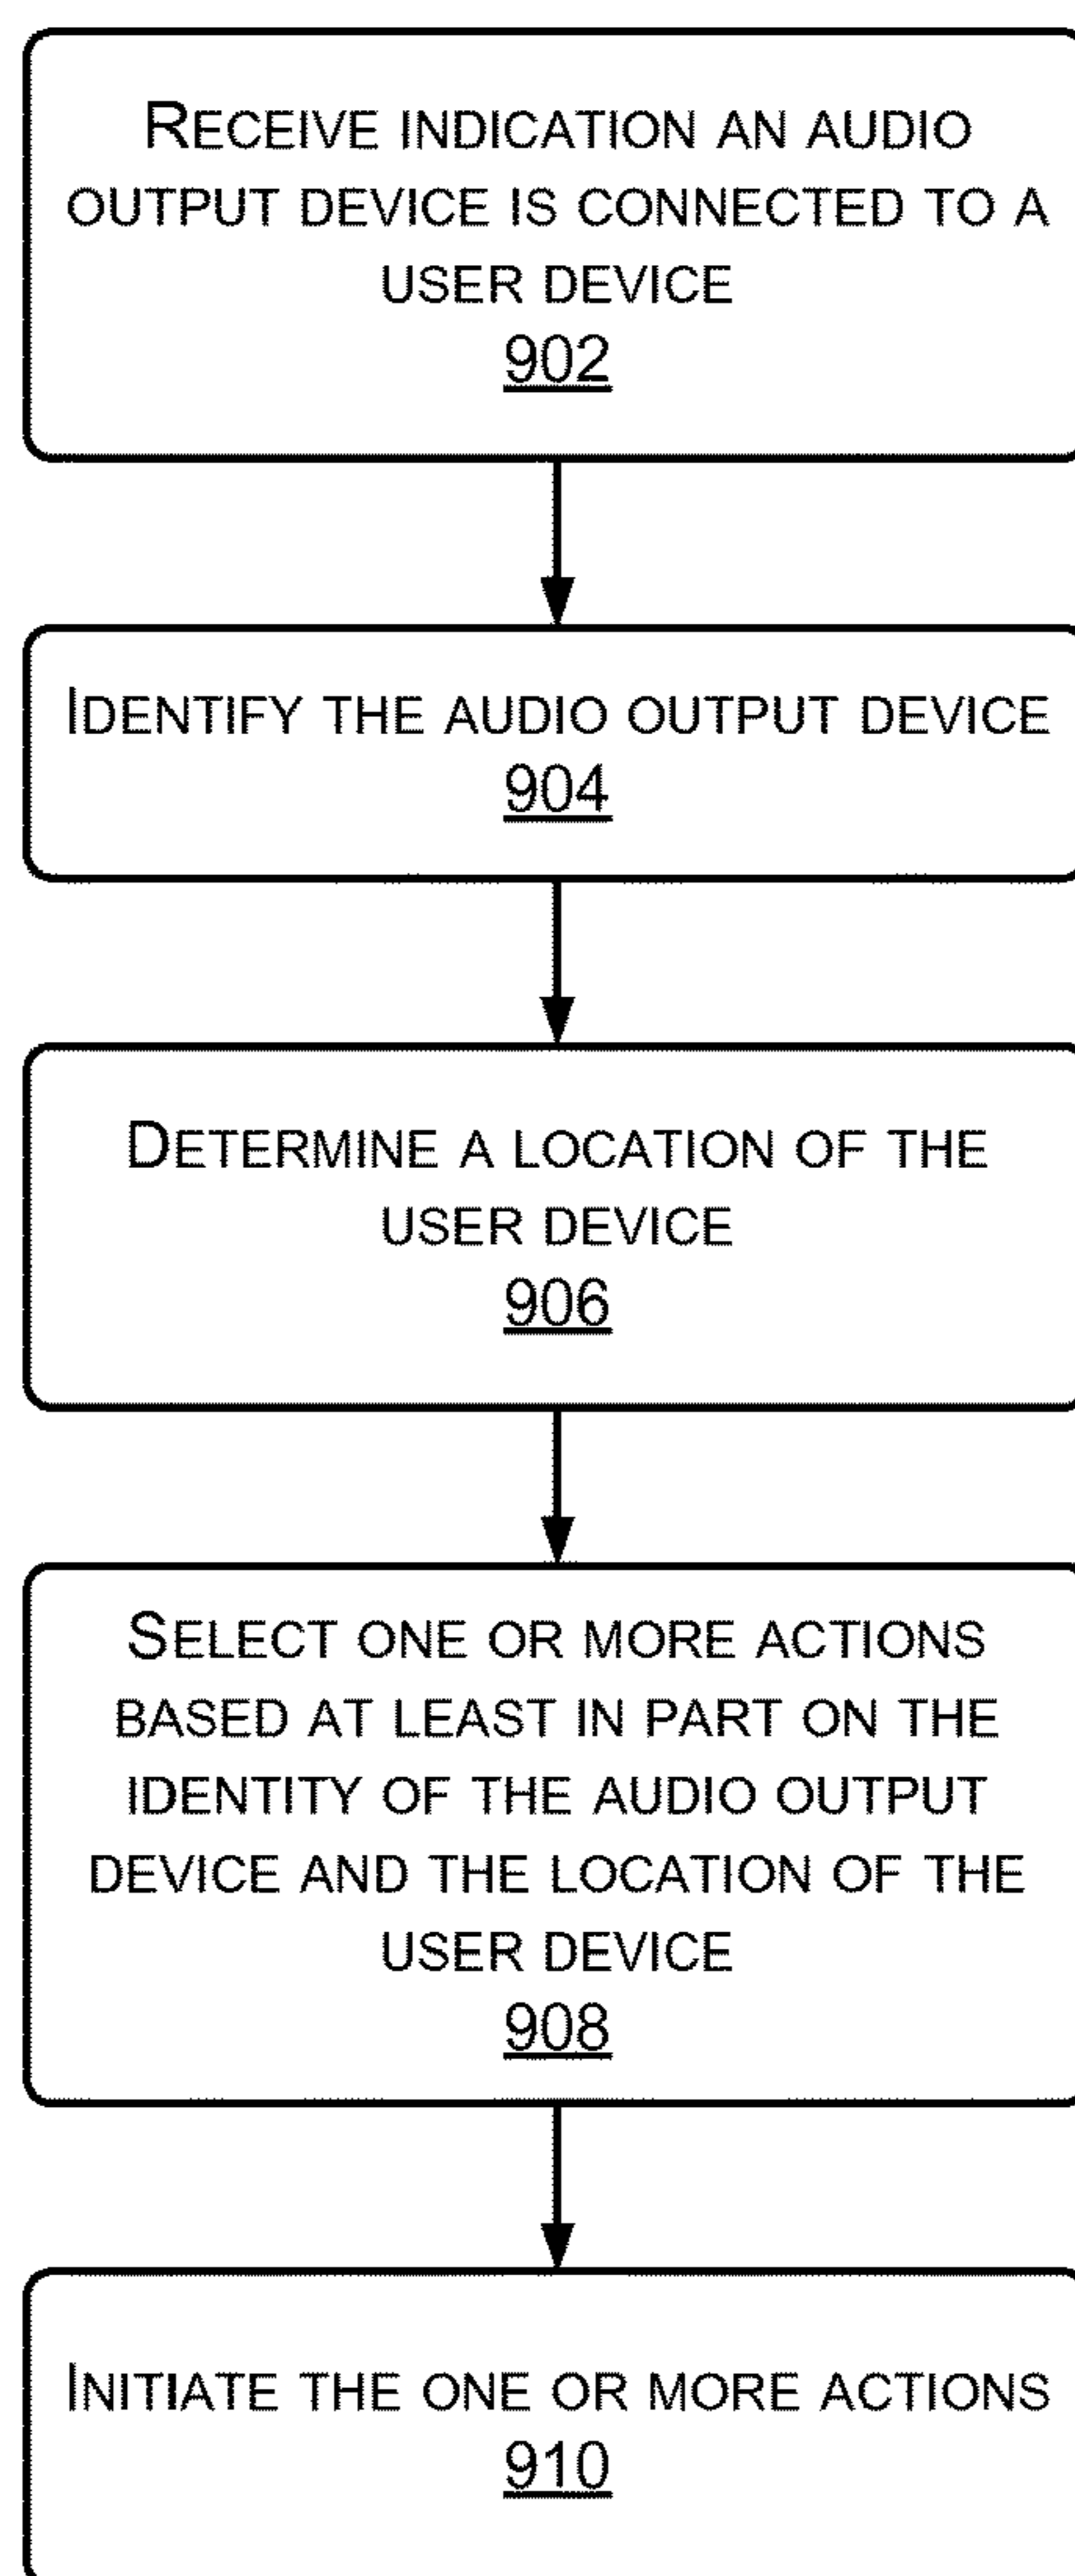 RECEIVE INDICATION AN AUDIO
OUTPUT DEVICE IS CONNECTED TO A
USER DEVICE
902
IDENTIFY THE AUDIO OUTPUT DEVICE
904
DETERMINE A LOCATION OF THE
USER DEVICE
906
SELECT ONE OR MORE ACTIONS
BASED AT LEAST IN PART ON THE
IDENTITY OF THE AUDIO OUTPUT
DEVICE AND THE LOCATION OF THE
USER DEVICE
908
INITIATE THE ONE OR MORE ACTIONS
910